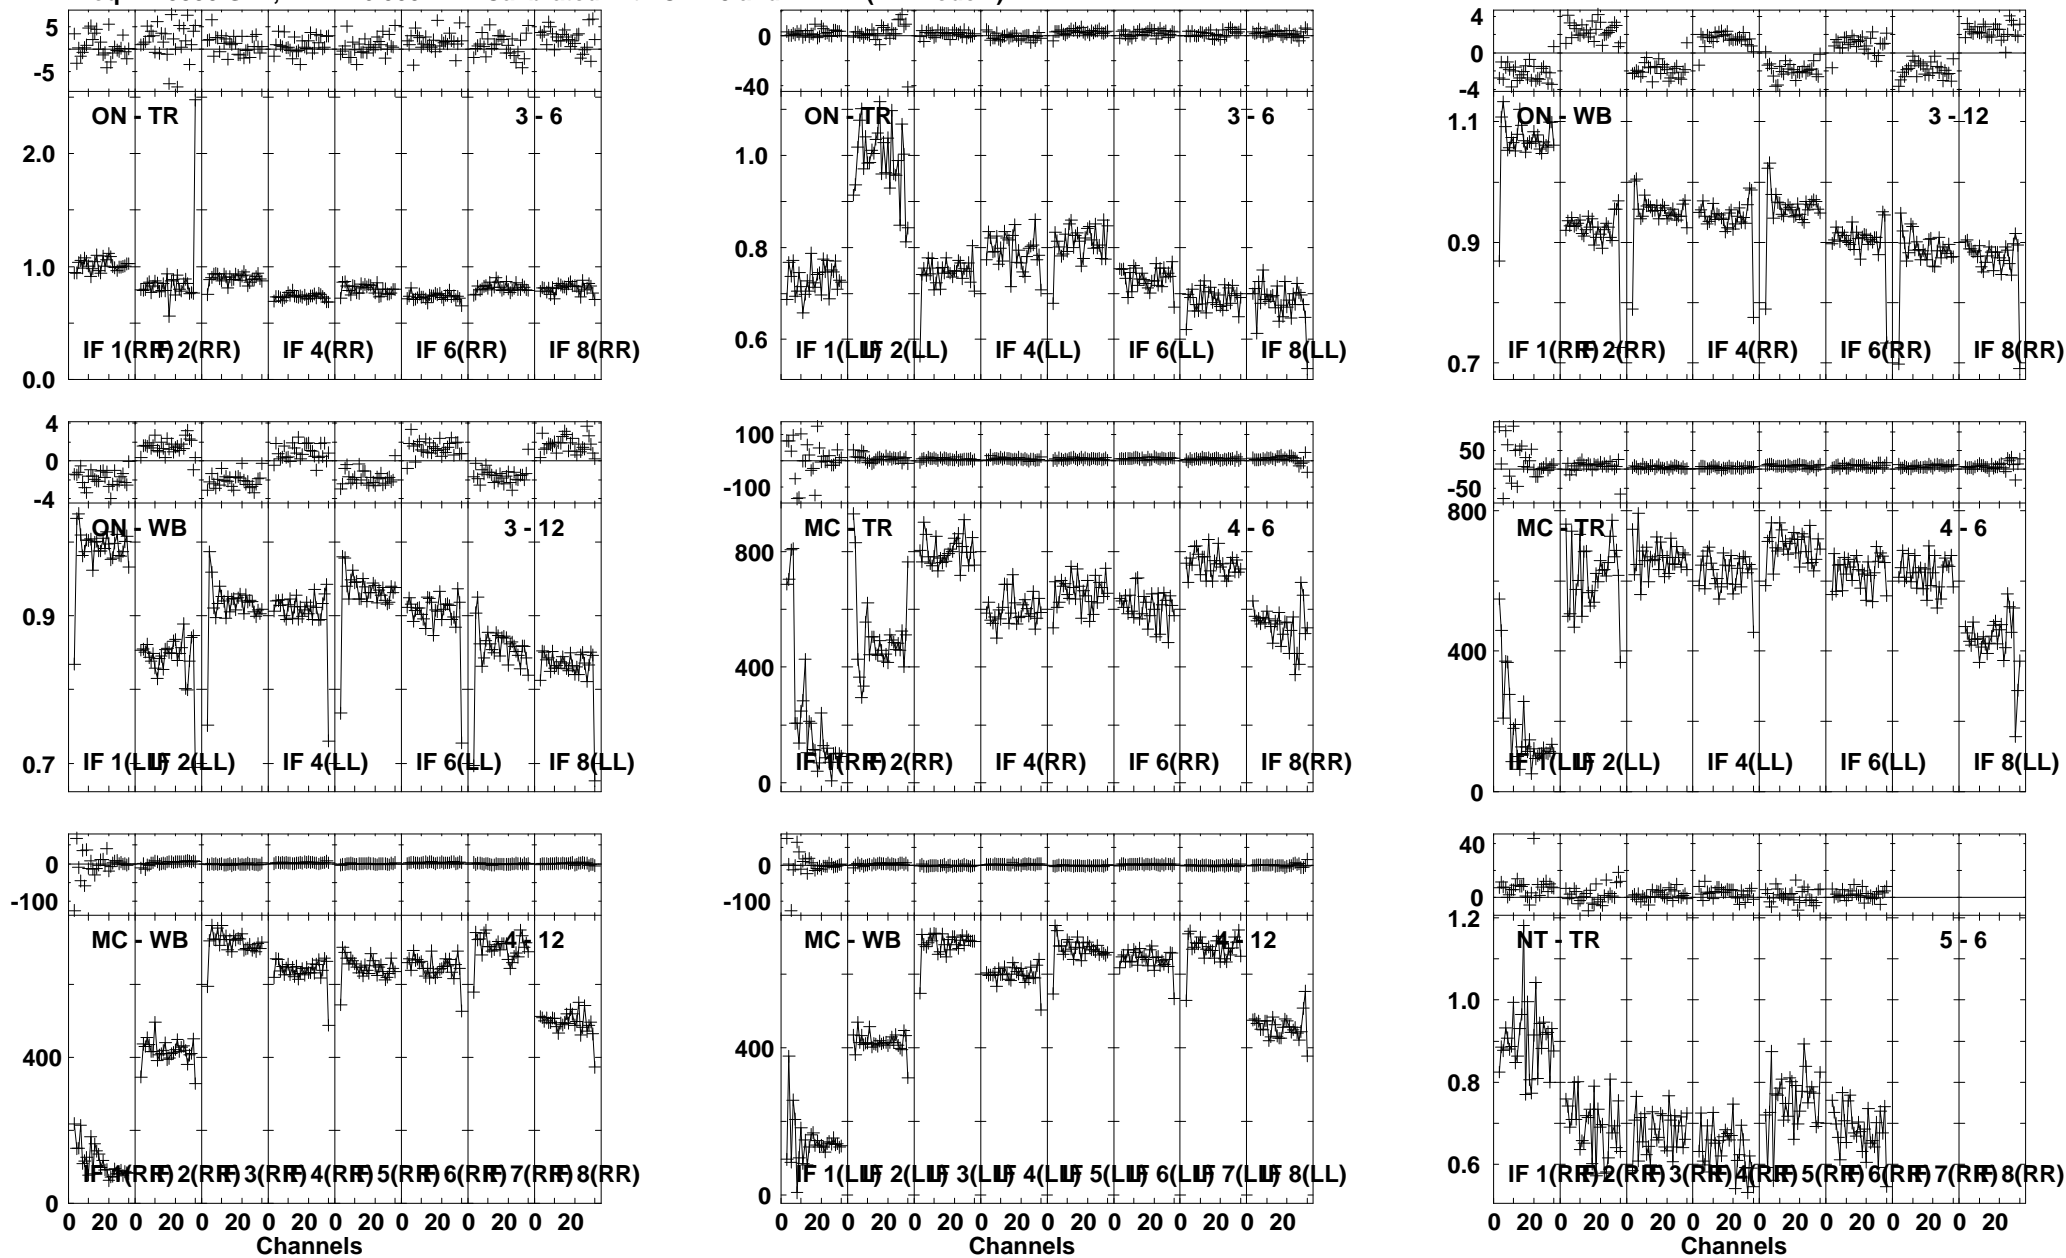 5
-5
ON - TR
3 - 6
2.0
1.0
0.0
IF 1(RR)
IF 2(RR)
IF 4(RR)
IF 6(RR)
IF 8(RR)
0
-40
ON - TR
3 - 6
1.0
0.8
0.6
IF 1(LL)
IF 2(LL)
IF 4(LL)
IF 6(LL)
IF 8(LL)
4
0
-4
ON - WB
3 - 12
1.1
0.9
0.7
IF 1(RR)
IF 2(RR)
IF 4(RR)
IF 6(RR)
IF 8(RR)
4
0
-4
ON - WB
3 - 12
0.9
0.7
IF 1(LL)
IF 2(LL)
IF 4(LL)
IF 6(LL)
IF 8(LL)
100
0
-100
MC - TR
4 - 6
800
400
0
IF 1(RR)
IF 2(RR)
IF 4(RR)
IF 6(RR)
IF 8(RR)
50
0
-50
800
MC - TR
4 - 6
400
0
IF 1(LL)
IF 2(LL)
IF 4(LL)
IF 6(LL)
IF 8(LL)
0
-100
MC - WB
4 - 12
400
0
IF 1(RR)
IF 2(RR)
IF 3(RR)
IF 4(RR)
IF 5(RR)
IF 6(RR)
IF 7(RR)
IF 8(RR)
0 20 0 20 0 20 0 20 0 20 0 20 0 20 0 20
Channels
0
-100
MC - WB
4 - 12
400
0
IF 1(LL)
IF 2(LL)
IF 3(LL)
IF 4(LL)
IF 5(LL)
IF 6(LL)
IF 7(LL)
IF 8(LL)
0 20 0 20 0 20 0 20 0 20 0 20 0 20 0 20
Channels
40
0
1.2
NT - TR
5 - 6
1.0
0.8
0.6
IF 1(RR)
IF 2(RR)
IF 3(RR)
IF 4(RR)
IF 5(RR)
IF 6(RR)
IF 7(RR)
IF 8(RR)
0 20 0 20 0 20 0 20 0 20 0 20 0 20 0 20
Channels